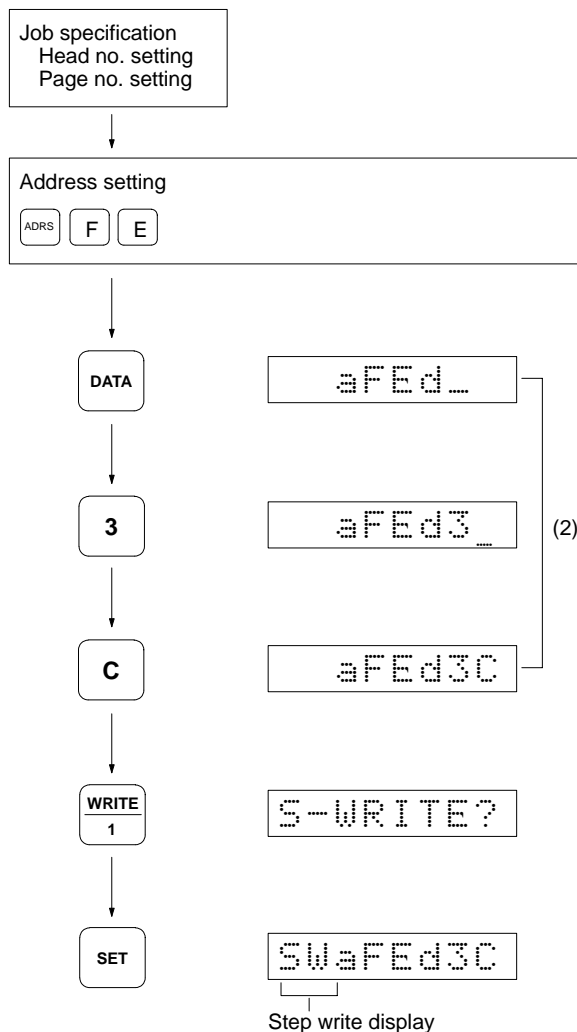 Job specification
Head no. setting
Page no. setting
Address setting
ADRS F E
DATA
aFEd_
3
aFEd3_
(2)
C
aFEd3C
WRITE
1
S-WRITE?
SET
SWaFEd3C
Step write display